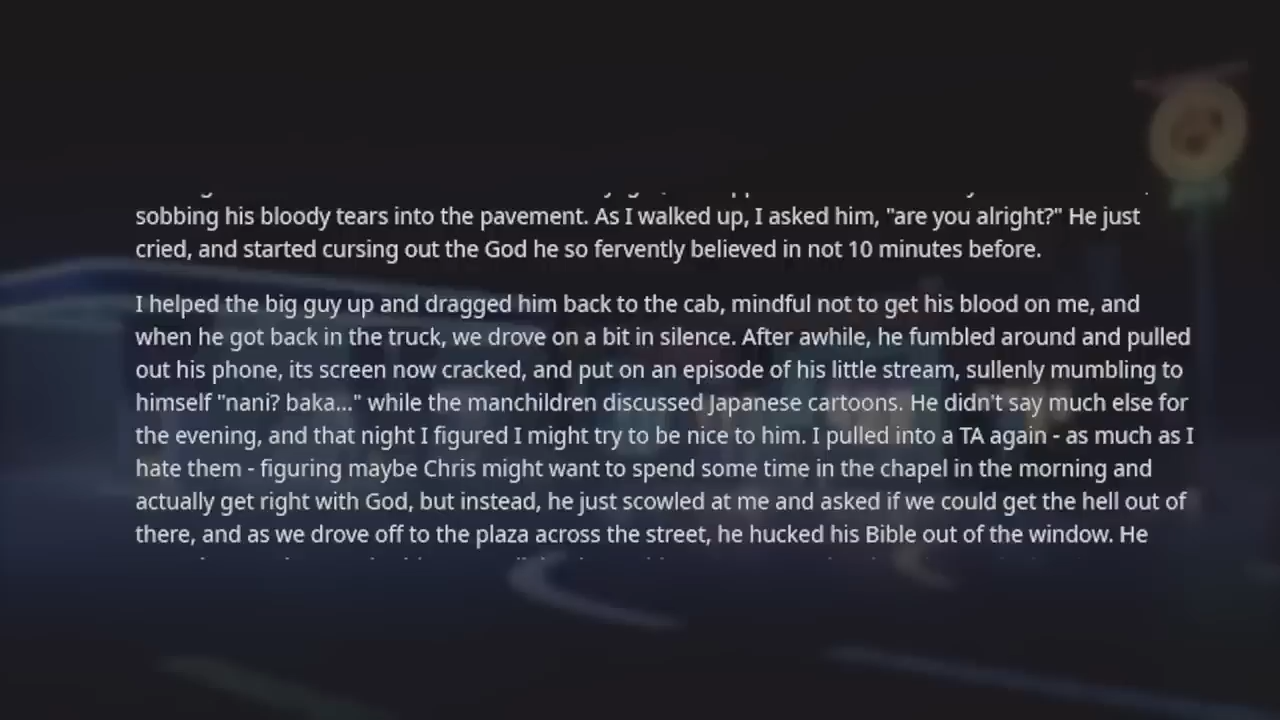 sobbing his bloody tears into the pavement. As I walked up, I asked him, "are you alright?" He just
cried, and started cursing out the God he so fervently believed in not 10 minutes before.
I helped the big guy up and dragged him back to the cab, mindful not to get his blood on me, and
when he got back in the truck, we drove on a bit in silence. After awhile, he fumbled around and pulled
out his phone, its screen now cracked, and put on an episode of his little stream, sullenly mumbling to
himself "nani? baka..." while the manchildren discussed Japanese cartoons. He didn't say much else for
the evening, and that night I figured I might try to be nice to him. I pulled into a TA again - as much as I
hate them - figuring maybe Chris might want to spend some time in the chapel in the morning and
actually get right with God, but instead, he just scowled at me and asked if we could get the hell out of
there, and as we drove off to the plaza across the street, he hucked his Bible out of the window. He